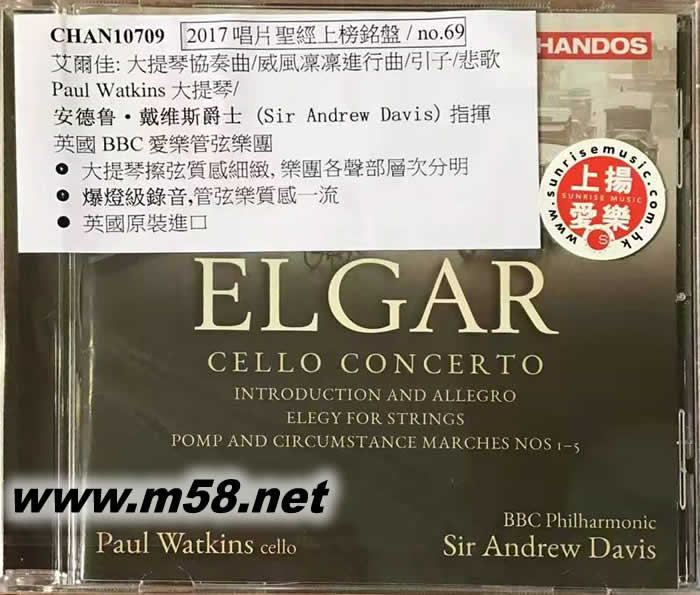 CHAN10709 2017 唱片聖經上榜銘盤 / no.69
艾爾佳: 大提琴協奏曲/威風凜凜進行曲/引子/悲歌
Paul Watkins 大提琴/
安德鲁・戴维斯爵士 (Sir Andrew Davis) 指揮
英國 BBC 愛樂管弦樂團
● 大提琴擦弦質感細緻, 樂團各聲部層次分明
● 爆燈級錄音,管弦樂質感一流
● 英國原裝進口
HANDOS
www.sunrisemusic.com.hk
上揚
SUNRISE MUSIC
愛樂
S
ELGAR
CELLO CONCERTO
INTRODUCTION AND ALLEGRO
ELEGY FOR STRINGS
POMP AND CIRCUMSTANCE MARCHES NOS 1–5
www.m58.net
BBC Philharmonic
Paul Watkins cello
Sir Andrew Davis